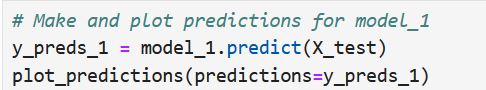 # Make and plot predictions for model_1
y_preds_1 = model_1.predict(X_test)
plot_predictions(predictions=y_preds_1)